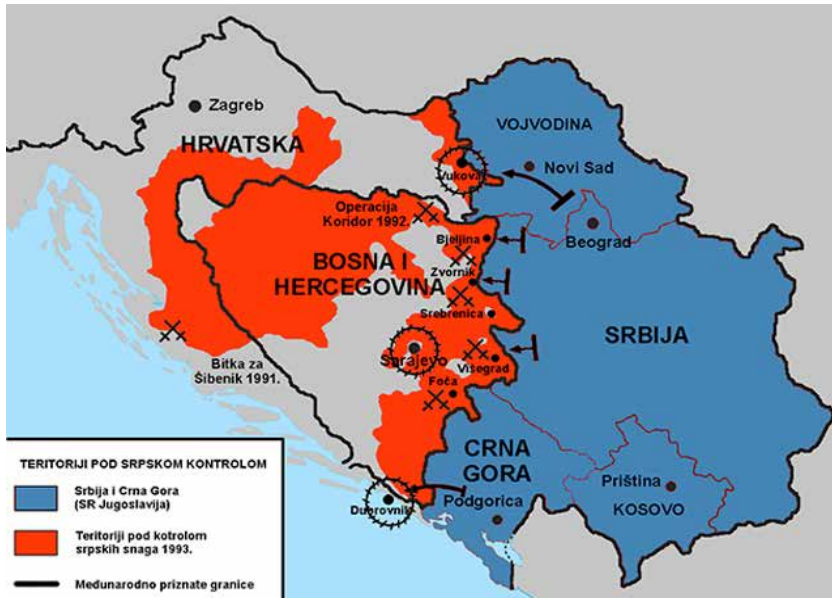 Zagreb
HRVATSKA
VOJVODINA
Novi Sad
Vukovar
Beograd
Operacija
Koridor 1992.
Bjeljina
BOSNA I
HERCEGOVINA
Zvornik
Srebrenica
SRBIJA
Sarajevo
Višegrad
Bitka za
Šibenik 1991.
Foča
CRNA
GORA
Priština
KOSOVO
Podgorica
Dubrovnik
TERITORIJI POD SRPSKOM KONTROLOM
Srbija i Crna Gora
(SR Jugoslavija)
Teritoriji pod kotrolom
srpskih snaga 1993.
Međunarodno priznate granice